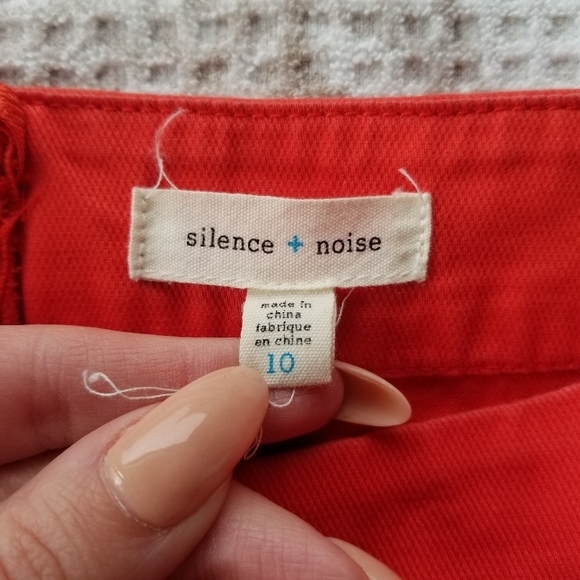 silence + noise
made in
china
fabrique
en chine
10